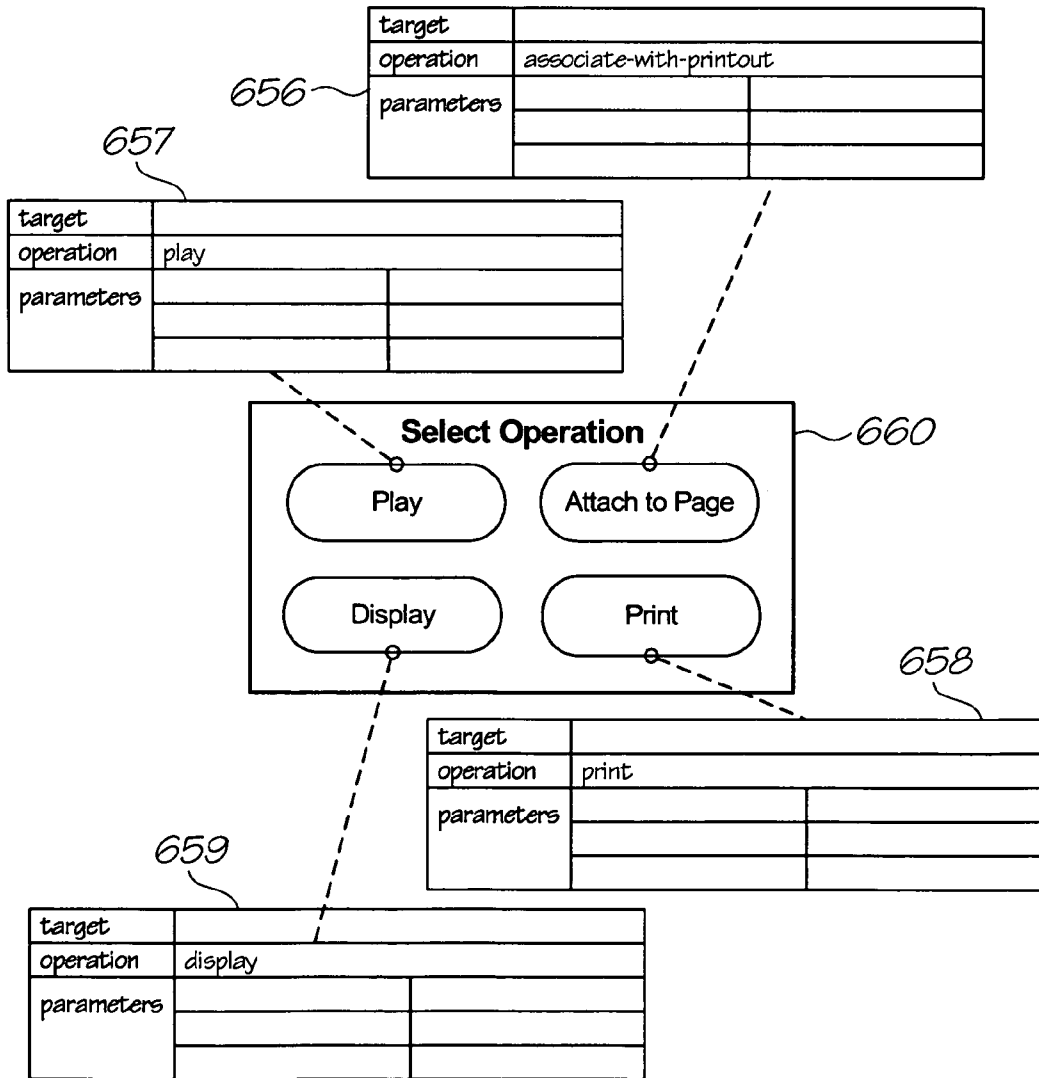 target
operation associate-with-printout
656
parameters
657
target
operation play
parameters
Select Operation
660
Play Attach to Page
Display Print
658
target
operation print
parameters
659
target
operation display
parameters